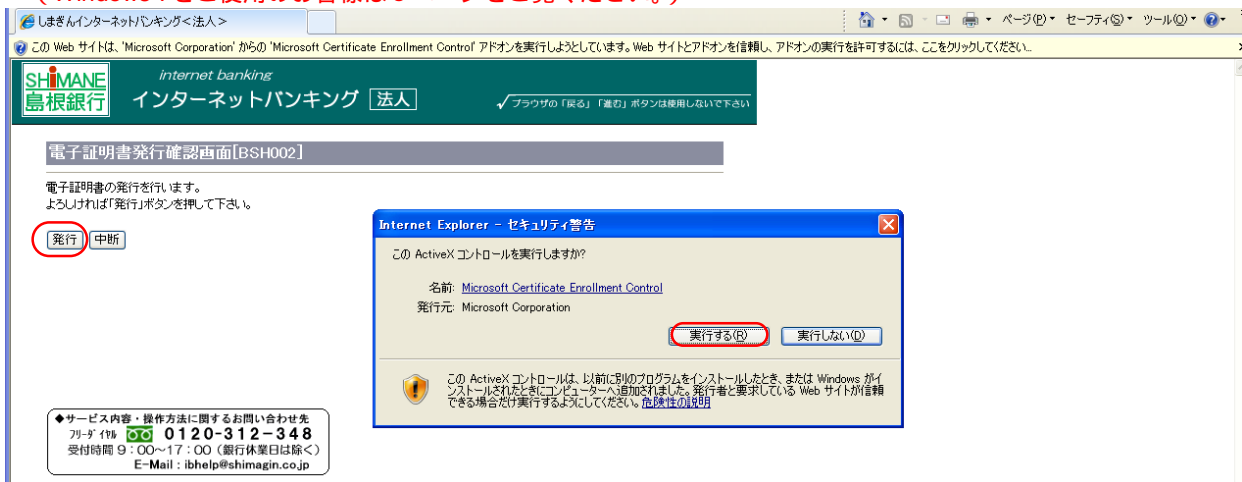 しまぎんインターネットバンキング<法人>
ページ(P) セーフティ(S) ツール(O)
この Web サイトは、'Microsoft Corporation' からの 'Microsoft Certificate Enrollment Control' アドオンを実行しようとしています。Web サイトとアドオンを信頼し、アドオンの実行を許可するには、ここをクリックしてください...
SHIMANE
島根銀行
internet banking
インターネットバンキング 法人
ブラウザの「戻る」「進む」ボタンは使用しないで下さい
電子証明書発行確認画面[BSH002]
電子証明書の発行を行います。
よろしければ「発行」ボタンを押して下さい。
発行 中断
Internet Explorer - セキュリティ警告
この ActiveX コントロールを実行しますか?
名前: Microsoft Certificate Enrollment Control
発行元: Microsoft Corporation
実行する(R) 実行しない(D)
この ActiveX コントロールは、以前に別のプログラムをインストールしたとき、または Windows がイ
ンストールされたときにコンピューターへ追加されました。発行者と要求している Web サイトが信頼
できる場合だけ実行するようにしてください。危険性の説明
◆サービス内容・操作方法に関するお問い合わせ先
フリーダイヤル 0120-312-348
受付時間 9:00~17:00(銀行休業日は除く)
E-Mail:ibhelp@shimagin.co.jp